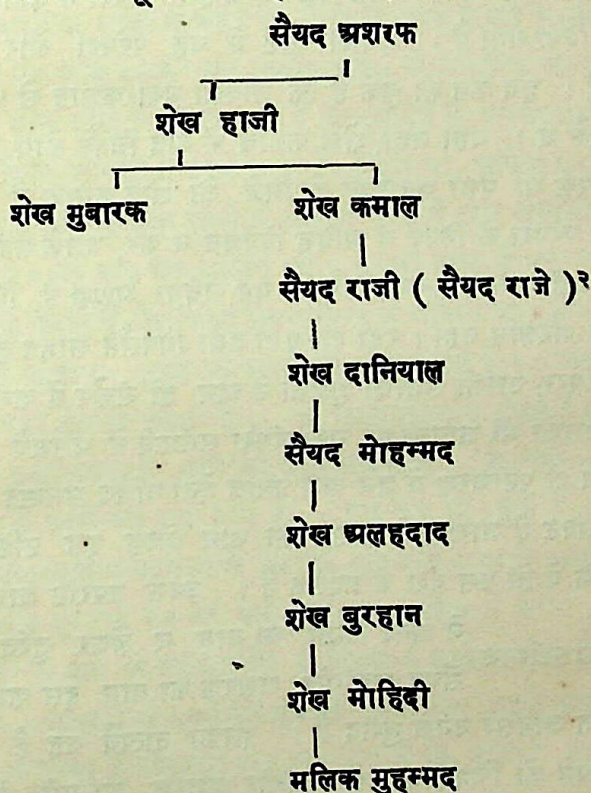 सैयद अशरफ
शेख हाजी
शेख मुबारक शेख कमाल
सैयद राजी ( सैयद राजे )२
शेख दानियाल
सैयद मोहम्मद
शेख अलहदाद
शेख बुरहान
शेख मोहिदी
मलिक मुहम्मद